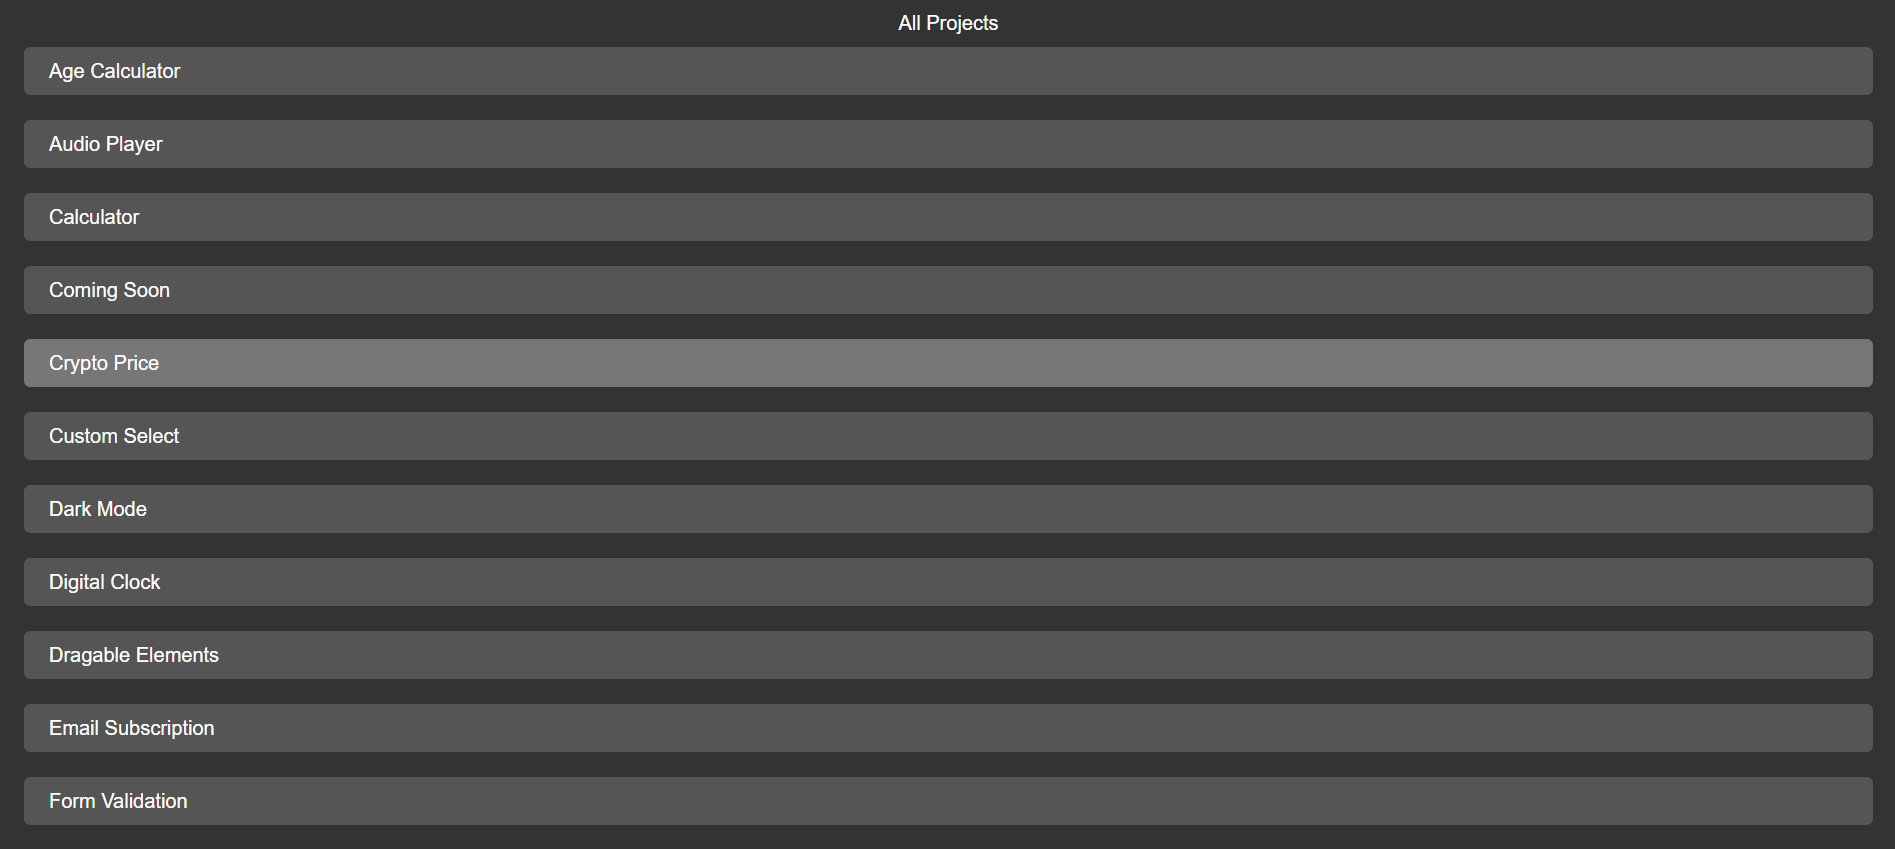 All Projects
Age Calculator
Audio Player
Calculator
Coming Soon
Crypto Price
Custom Select
Dark Mode
Digital Clock
Dragable Elements
Email Subscription
Form Validation